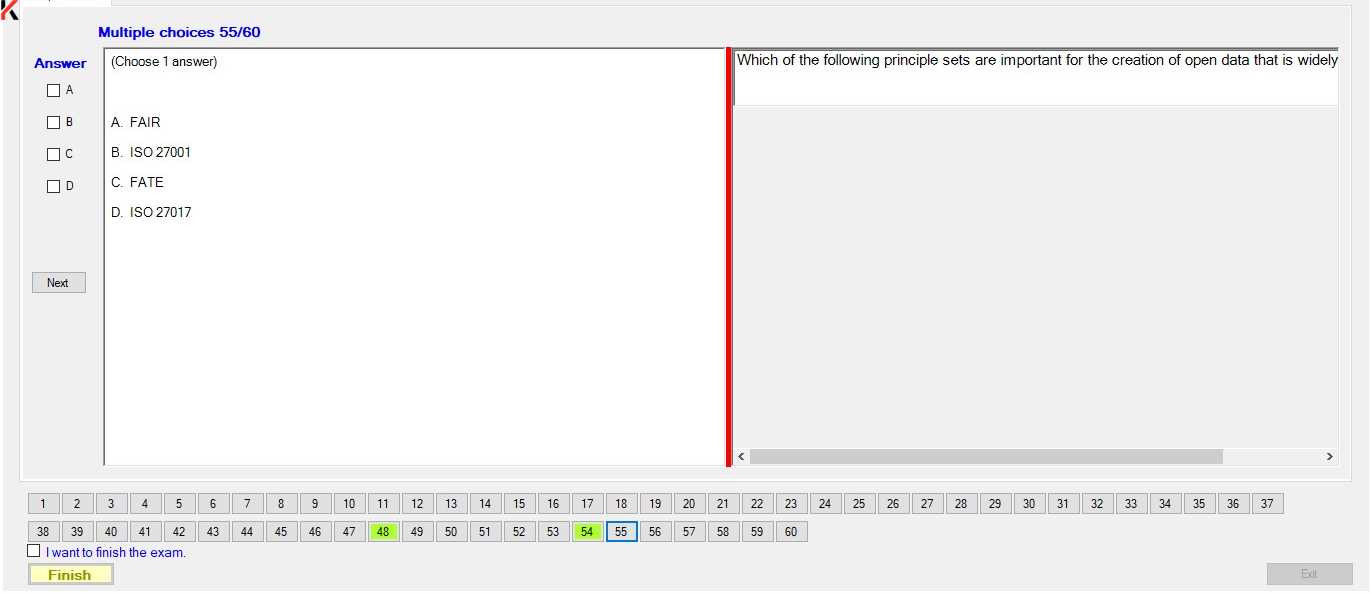 Multiple choices 55/60
Answer
A
B
C
D
Next
(Choose 1 answer)
A. FAIR
B. ISO 27001
C. FATE
D. ISO 27017
Which of the following principle sets are important for the creation of open data that is widely
1 2 3 4 5 6 7 8 9 10 11 12 13 14 15 16 17 18 19 20 21 22 23 24 25 26 27 28 29 30 31 32 33 34 35 36 37
38 39 40 41 42 43 44 45 46 47 48 49 50 51 52 53 54 55 56 57 58 59 60
I want to finish the exam.
Finish
Exit